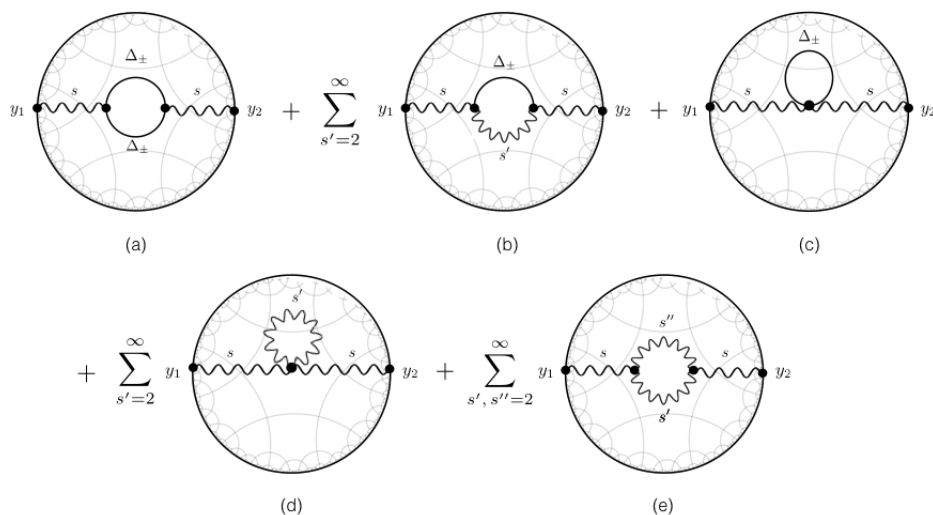 Δ± Δ± Δ±
y₁ s s y₂ + ∑ s'=2 ∞ y₁ s s y₂ + y₁ s s y₂
Δ± s'
(a) (b) (c)
s' s''
+ ∑ s'=2 ∞ y₁ s s y₂ + ∑ s', s''=2 ∞ y₁ s s y₂
s'
(d) (e)